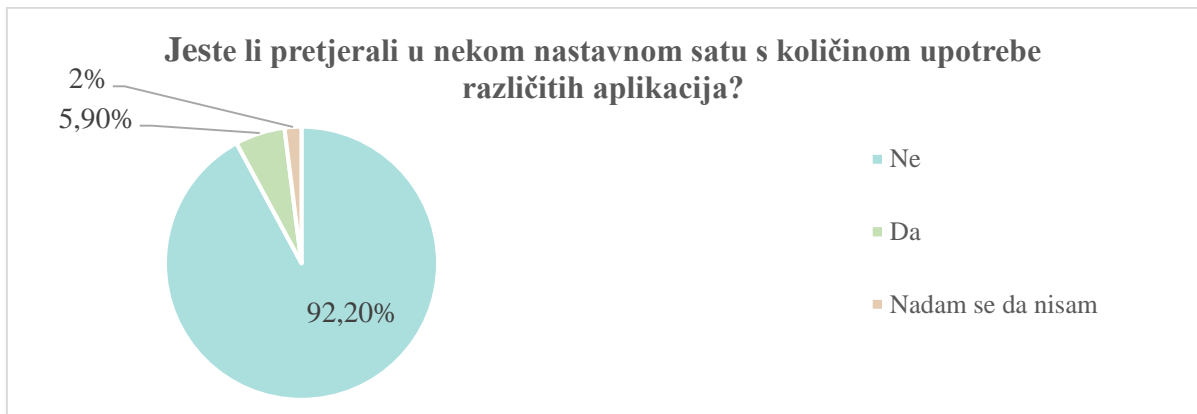 Jeste li pretjerali u nekom nastavnom satu s količinom upotrebe
različitih aplikacija?
2%
5,90%
92,20%
Ne
Da
Nadam se da nisam